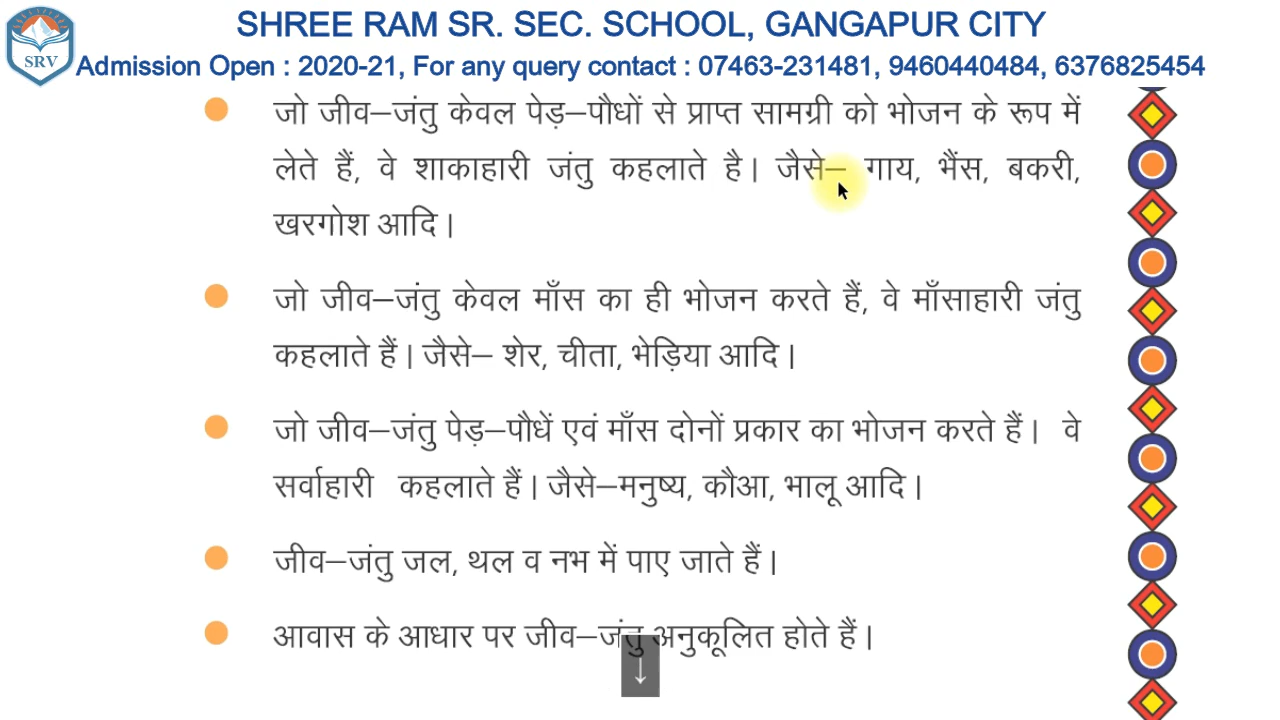 SHREE RAM SR. SEC. SCHOOL, GANGAPUR CITY
SRV
Admission Open : 2020-21, For any query contact : 07463-231481, 9460440484, 6376825454
जो जीव–जंतु केवल पेड़–पौधों से प्राप्त सामग्री को भोजन के रूप में
लेते हैं, वे शाकाहारी जंतु कहलाते है। जैसे– गाय, भैंस, बकरी,
खरगोश आदि।
जो जीव–जंतु केवल माँस का ही भोजन करते हैं, वे माँसाहारी जंतु
कहलाते हैं। जैसे– शेर, चीता, भेड़िया आदि।
जो जीव–जंतु पेड़–पौधें एवं माँस दोनों प्रकार का भोजन करते हैं। वे
सर्वाहारी कहलाते हैं। जैसे–मनुष्य, कौआ, भालू आदि।
जीव–जंतु जल, थल व नभ में पाए जाते हैं।
आवास के आधार पर जीव–जंतु अनुकूलित होते हैं।